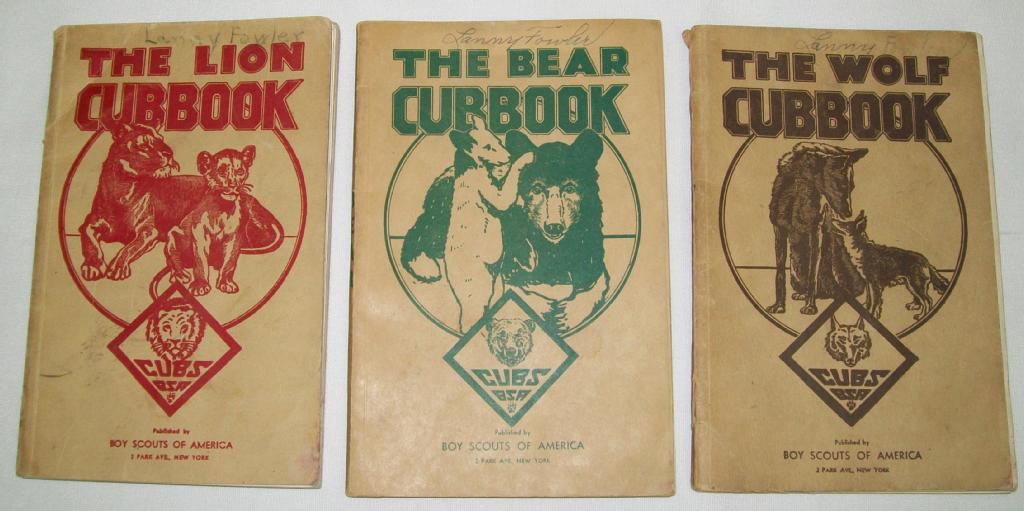 Lanny Fowler
THE LION
CUBBOOK
CUBS
BSA
Published by
BOY SCOUTS OF AMERICA
2 PARK AVE., NEW YORK
Lanny Fowler
THE BEAR
CUBBOOK
CUBS
BSA
Published by
BOY SCOUTS OF AMERICA
2 PARK AVE., NEW YORK
Lanny Fowler
THE WOLF
CUBBOOK
CUBS
BSA
Published by
BOY SCOUTS OF AMERICA
2 PARK AVE., NEW YORK